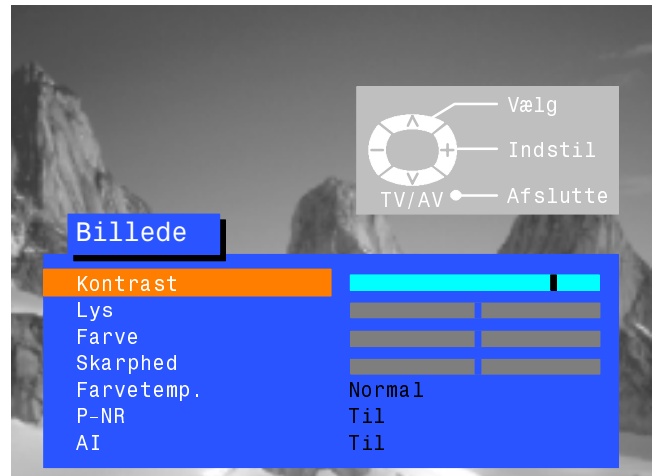 Vælg
Indstil
TV/AV Afslutte
Billede
Kontrast
Lys
Farve
Skarphed
Farvetemp. Normal
P-NR Til
AI Til